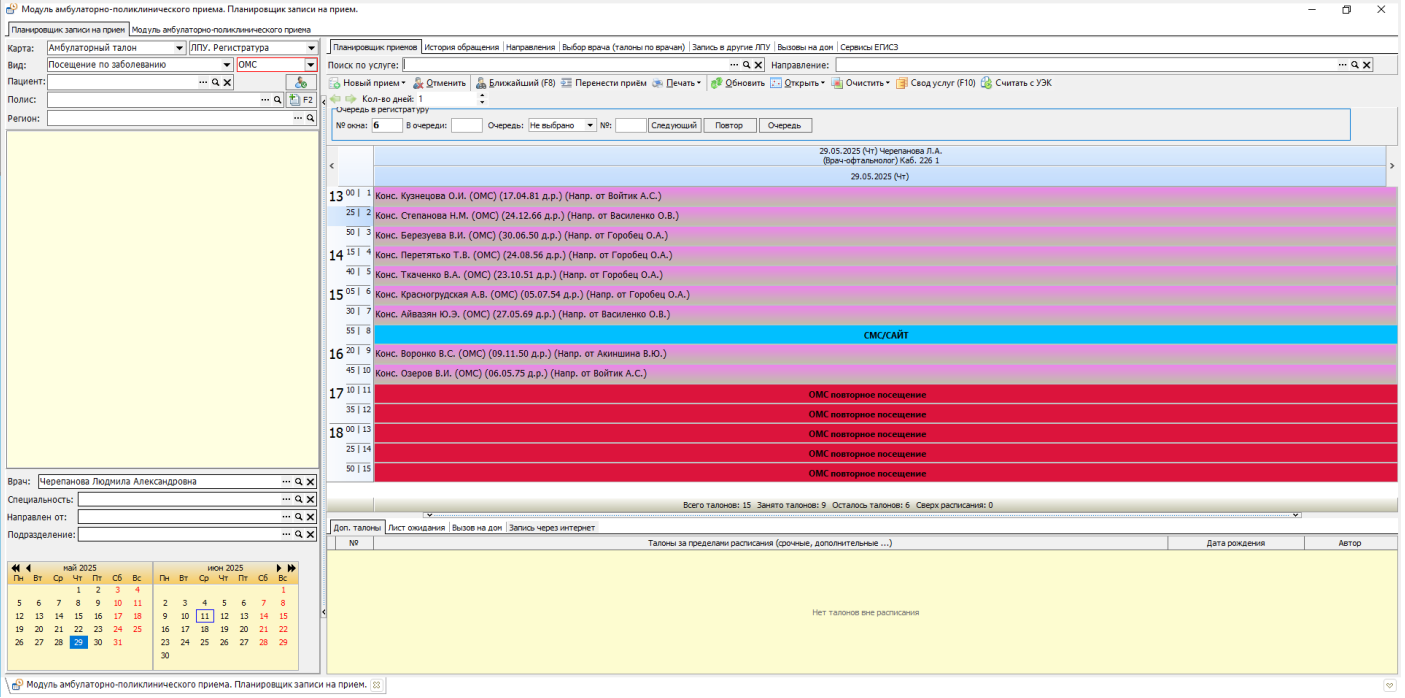 Модуль амбулаторно-поликлинического приема. Планировщик записи на прием.
Планировщик записи на прием Модуль амбулаторно-поликлинического приема
Карта: Амбулаторный талон ЛПУ. Регистратура
Вид: Посещение по заболеванию ОМС
Пациент:
Полис: F2
Регион:
Врач: Черепанова Людмила Александровна
Специальность:
Направлен от:
Подразделение:
май 2025
Пн Вт Ср Чт Пт Сб Вс
1 2 3 4
5 6 7 8 9 10 11
12 13 14 15 16 17 18
19 20 21 22 23 24 25
26 27 28 29 30 31
июн 2025
Пн Вт Ср Чт Пт Сб Вс
1
2 3 4 5 6 7 8
9 10 11 12 13 14 15
16 17 18 19 20 21 22
23 24 25 26 27 28 29
30
Планировщик приемов История обращения Направления Выбор врача (талоны по врачам) Запись в другие ЛПУ Вызовы на дом Сервисы ЕГИСЗ
Поиск по услуге: Направление:
Новый прием Отменить Ближайший (F8) Перенести приём Печать Обновить Открыть Очистить Свод услуг (F10) Считать с УЭК
Кол-во дней: 1
Очередь в регистратуру
№ окна: 6 В очереди: Очередь: Не выбрано №: Следующий Повтор Очередь
29.05.2025 (Чт) Черепанова Л.А.
(Врач-офтальмолог) Каб. 226 1
29.05.2025 (Чт)
13 00 | 1 Конс. Кузнецова О.И. (ОМС) (17.04.81 д.р.) (Напр. от Войтик А.С.)
25 | 2 Конс. Степанова Н.М. (ОМС) (24.12.66 д.р.) (Напр. от Василенко О.В.)
50 | 3 Конс. Березуева В.И. (ОМС) (30.06.50 д.р.) (Напр. от Горобец О.А.)
14 15 | 4 Конс. Перетятько Т.В. (ОМС) (24.08.56 д.р.) (Напр. от Горобец О.А.)
40 | 5 Конс. Ткаченко В.А. (ОМС) (23.10.51 д.р.) (Напр. от Горобец О.А.)
15 05 | 6 Конс. Красногрудская А.В. (ОМС) (05.07.54 д.р.) (Напр. от Горобец О.А.)
30 | 7 Конс. Айвазян Ю.Э. (ОМС) (27.05.69 д.р.) (Напр. от Василенко О.В.)
55 | 8 СМС/САЙТ
16 20 | 9 Конс. Воронко В.С. (ОМС) (09.11.50 д.р.) (Напр. от Акиншина В.Ю.)
45 | 10 Конс. Озеров В.И. (ОМС) (06.05.75 д.р.) (Напр. от Войтик А.С.)
17 10 | 11 ОМС повторное посещение
35 | 12 ОМС повторное посещение
18 00 | 13 ОМС повторное посещение
25 | 14 ОМС повторное посещение
50 | 15 ОМС повторное посещение
Всего талонов: 15 Занято талонов: 9 Осталось талонов: 6 Сверх расписания: 0
Доп. талоны Лист ожидания Вызов на дом Запись через интернет
№ Талоны за пределами расписания (срочные, дополнительные ...) Дата рождения Автор
Нет талонов вне расписания
Модуль амбулаторно-поликлинического приема. Планировщик записи на прием.